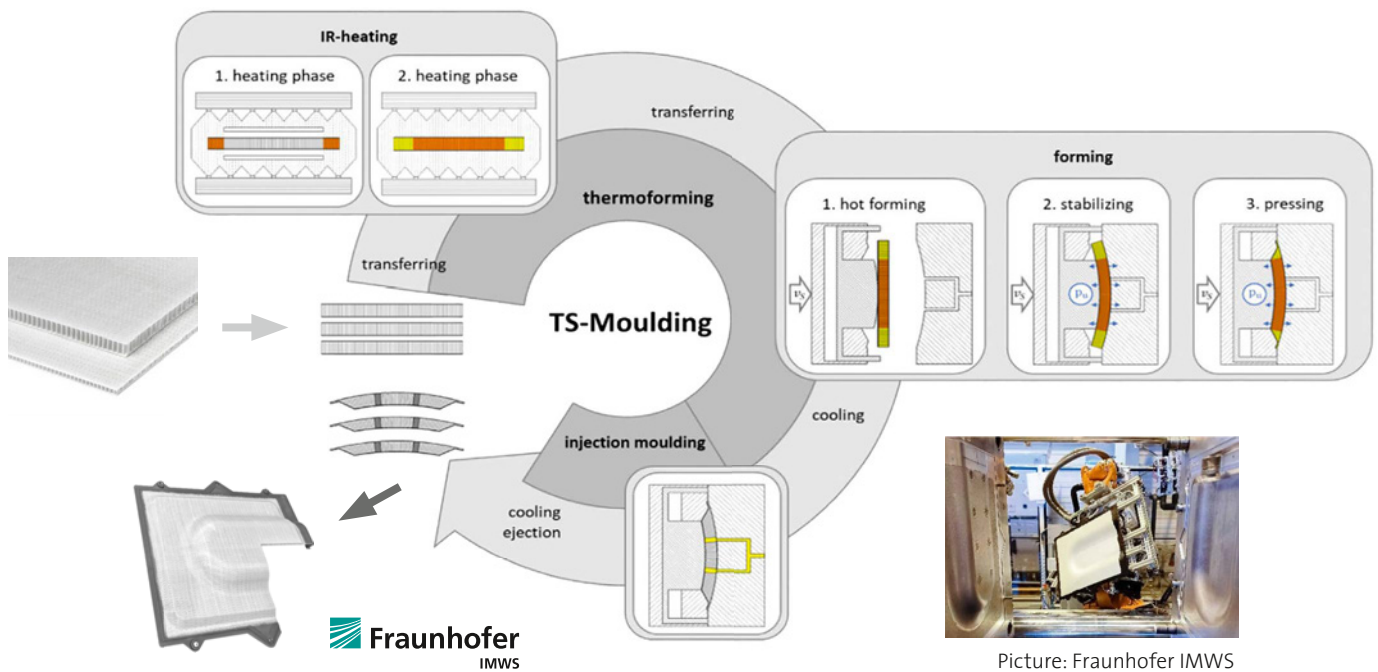 IR-heating
1. heating phase
2. heating phase
transferring
forming
1. hot forming
2. stabilizing
3. pressing
thermoforming
transferring
TS-Moulding
cooling
injection moulding
cooling
ejection
Fraunhofer
IMWS
Picture: Fraunhofer IMWS